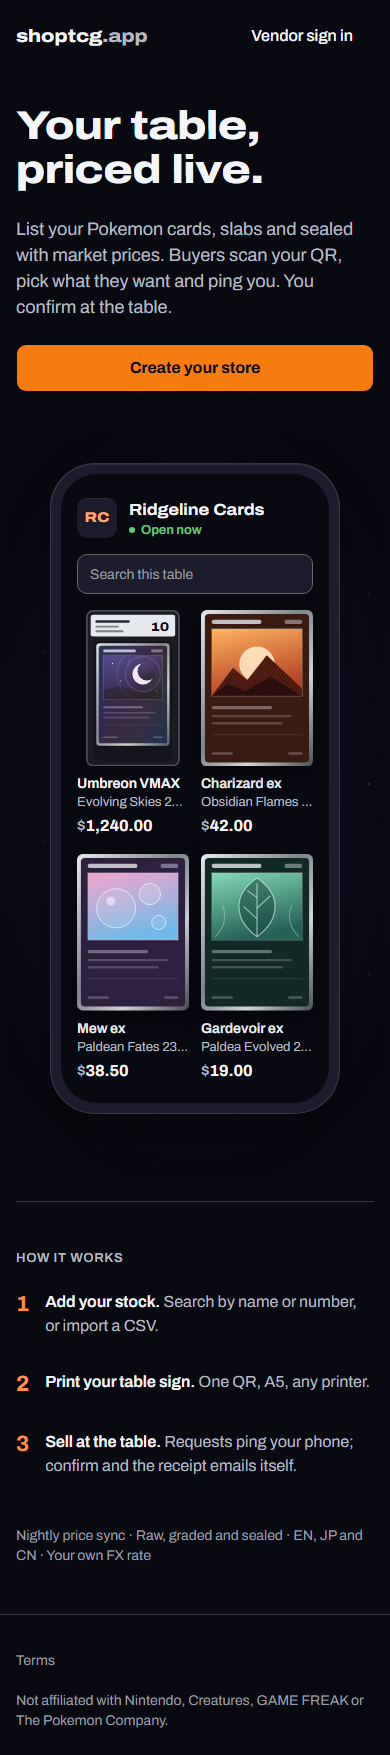 shoptcg.app
Vendor sign in
Your table,
priced live.
List your Pokemon cards, slabs and sealed
with market prices. Buyers scan your QR,
pick what they want and ping you. You
confirm at the table.
Create your store
RC
Ridgeline Cards
Open now
Search this table
10
Umbreon VMAX
Evolving Skies 2...
$1,240.00
Charizard ex
Obsidian Flames ...
$42.00
Mew ex
Paldean Fates 23...
$38.50
Gardevoir ex
Paldea Evolved 2...
$19.00
HOW IT WORKS
1 Add your stock. Search by name or number,
or import a CSV.
2 Print your table sign. One QR, A5, any printer.
3 Sell at the table. Requests ping your phone;
confirm and the receipt emails itself.
Nightly price sync · Raw, graded and sealed · EN, JP and
CN · Your own FX rate
Terms
Not affiliated with Nintendo, Creatures, GAME FREAK or
The Pokemon Company.